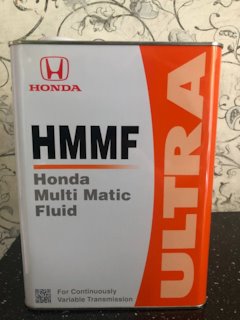 HONDA
HMMF
Honda
Multi Matic
Fluid
ULTRA
For Continuously
Variable Transmission